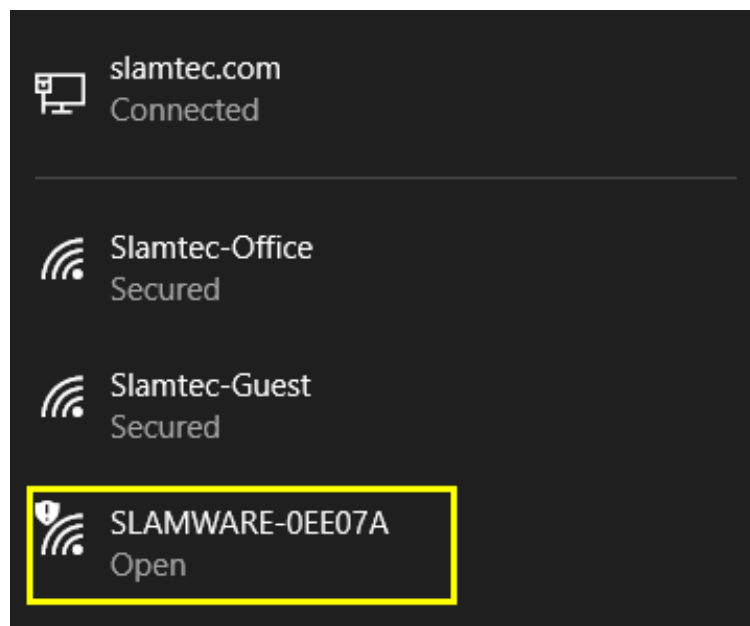 slamtec.com
Connected
Slamtec-Office
Secured
Slamtec-Guest
Secured
SLAMWARE-0EE07A
Open